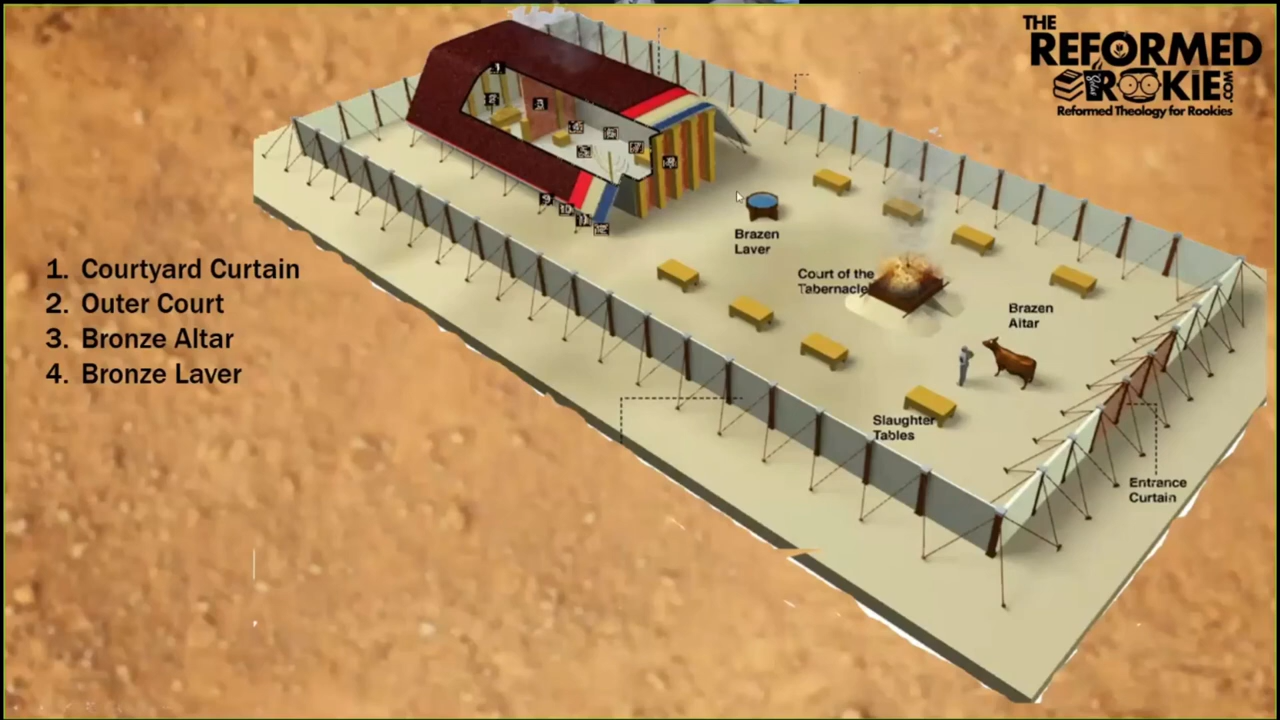 THE
REFORMED
ROOKiE.COM
Reformed Theology for Rookies
1. Courtyard Curtain
2. Outer Court
3. Bronze Altar
4. Bronze Laver
Brazen
Laver
Court of the
Tabernacle
Brazen
Altar
Slaughter
Tables
Entrance
Curtain